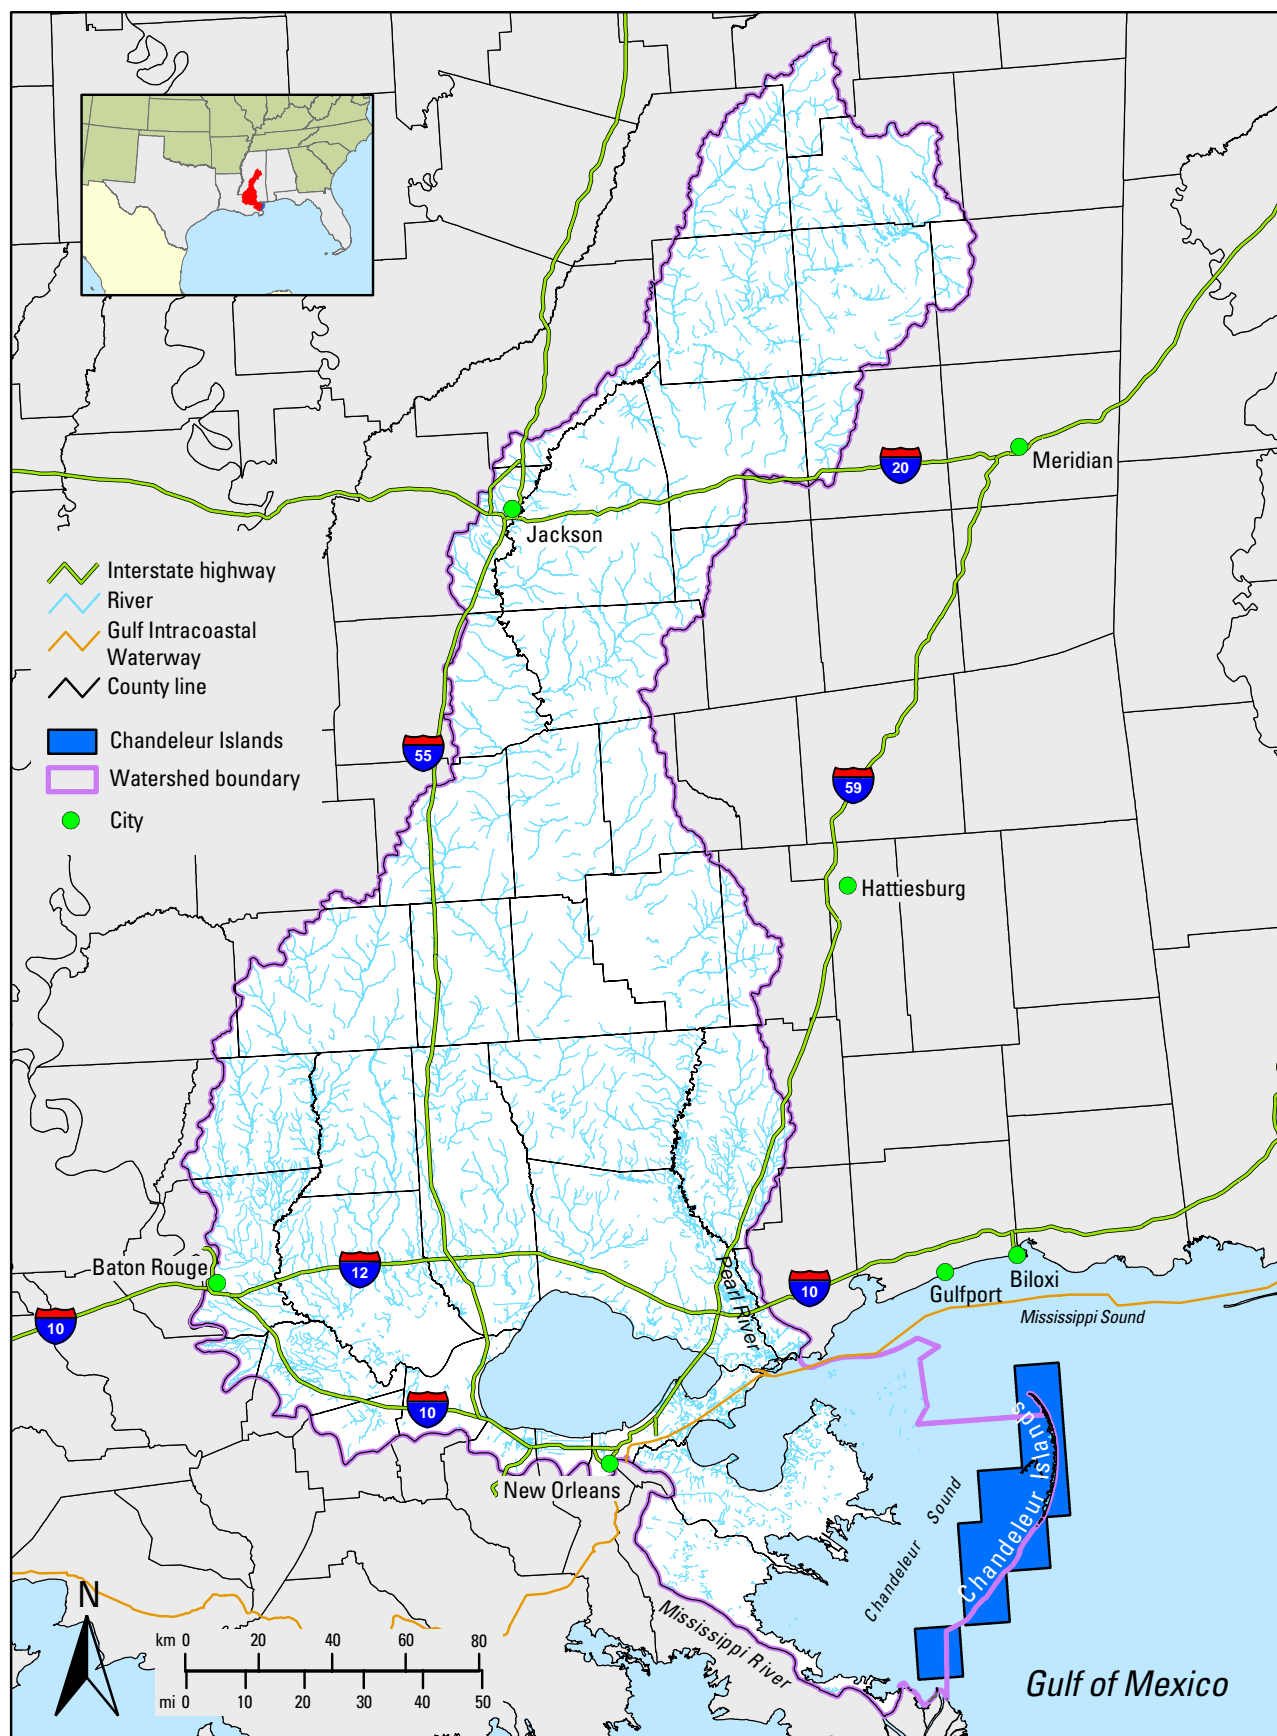 20
Meridian
Jackson
Interstate highway
River
Gulf Intracoastal
Waterway
County line
Chandeleur Islands
Watershed boundary
City
55
59
Hattiesburg
Baton Rouge
12
10
10
Pearl River
Gulfport
Biloxi
Mississippi Sound
10
New Orleans
Chandeleur Sound
Chandeleur Islands
Mississippi River
N
km 0 20 40 60 80
mi 0 10 20 30 40 50
Gulf of Mexico